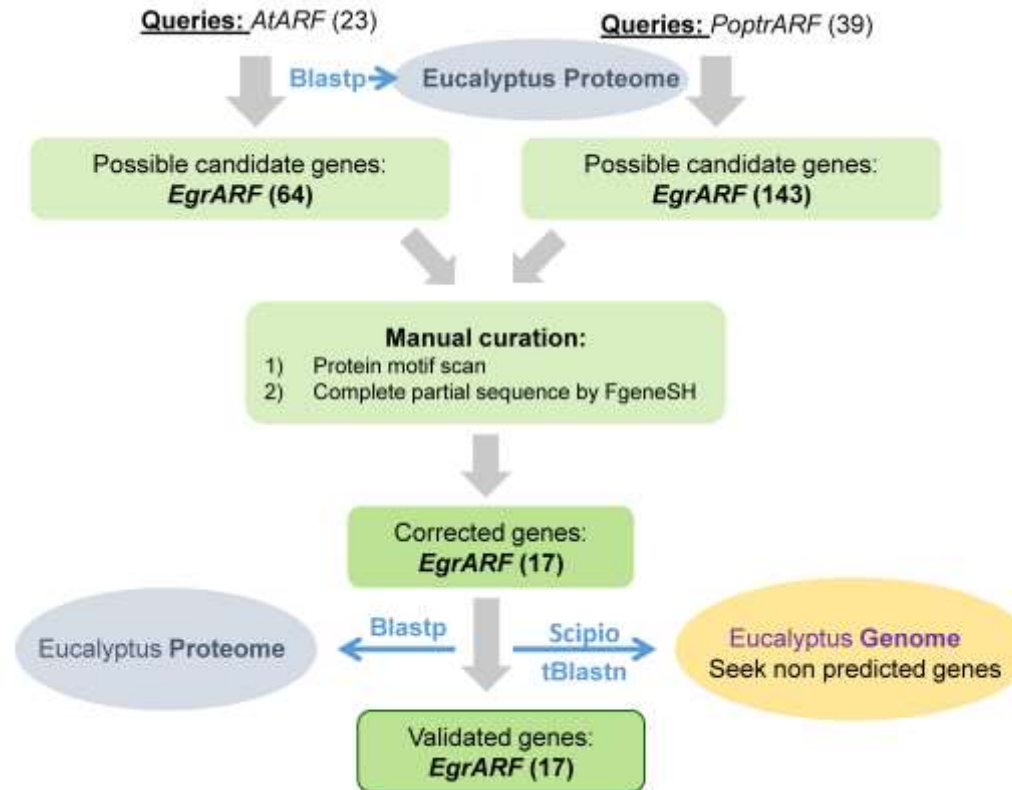 Queries: AtARF (23)
Queries: PoptrARF (39)
Blastp
Eucalyptus Proteome
Possible candidate genes:
EgrARF (64)
Possible candidate genes:
EgrARF (143)
Manual curation:
1) Protein motif scan
2) Complete partial sequence by FgeneSH
Corrected genes:
EgrARF (17)
Eucalyptus Proteome
Blastp
Scipio
tBlastn
Eucalyptus Genome
Seek non predicted genes
Validated genes:
EgrARF (17)